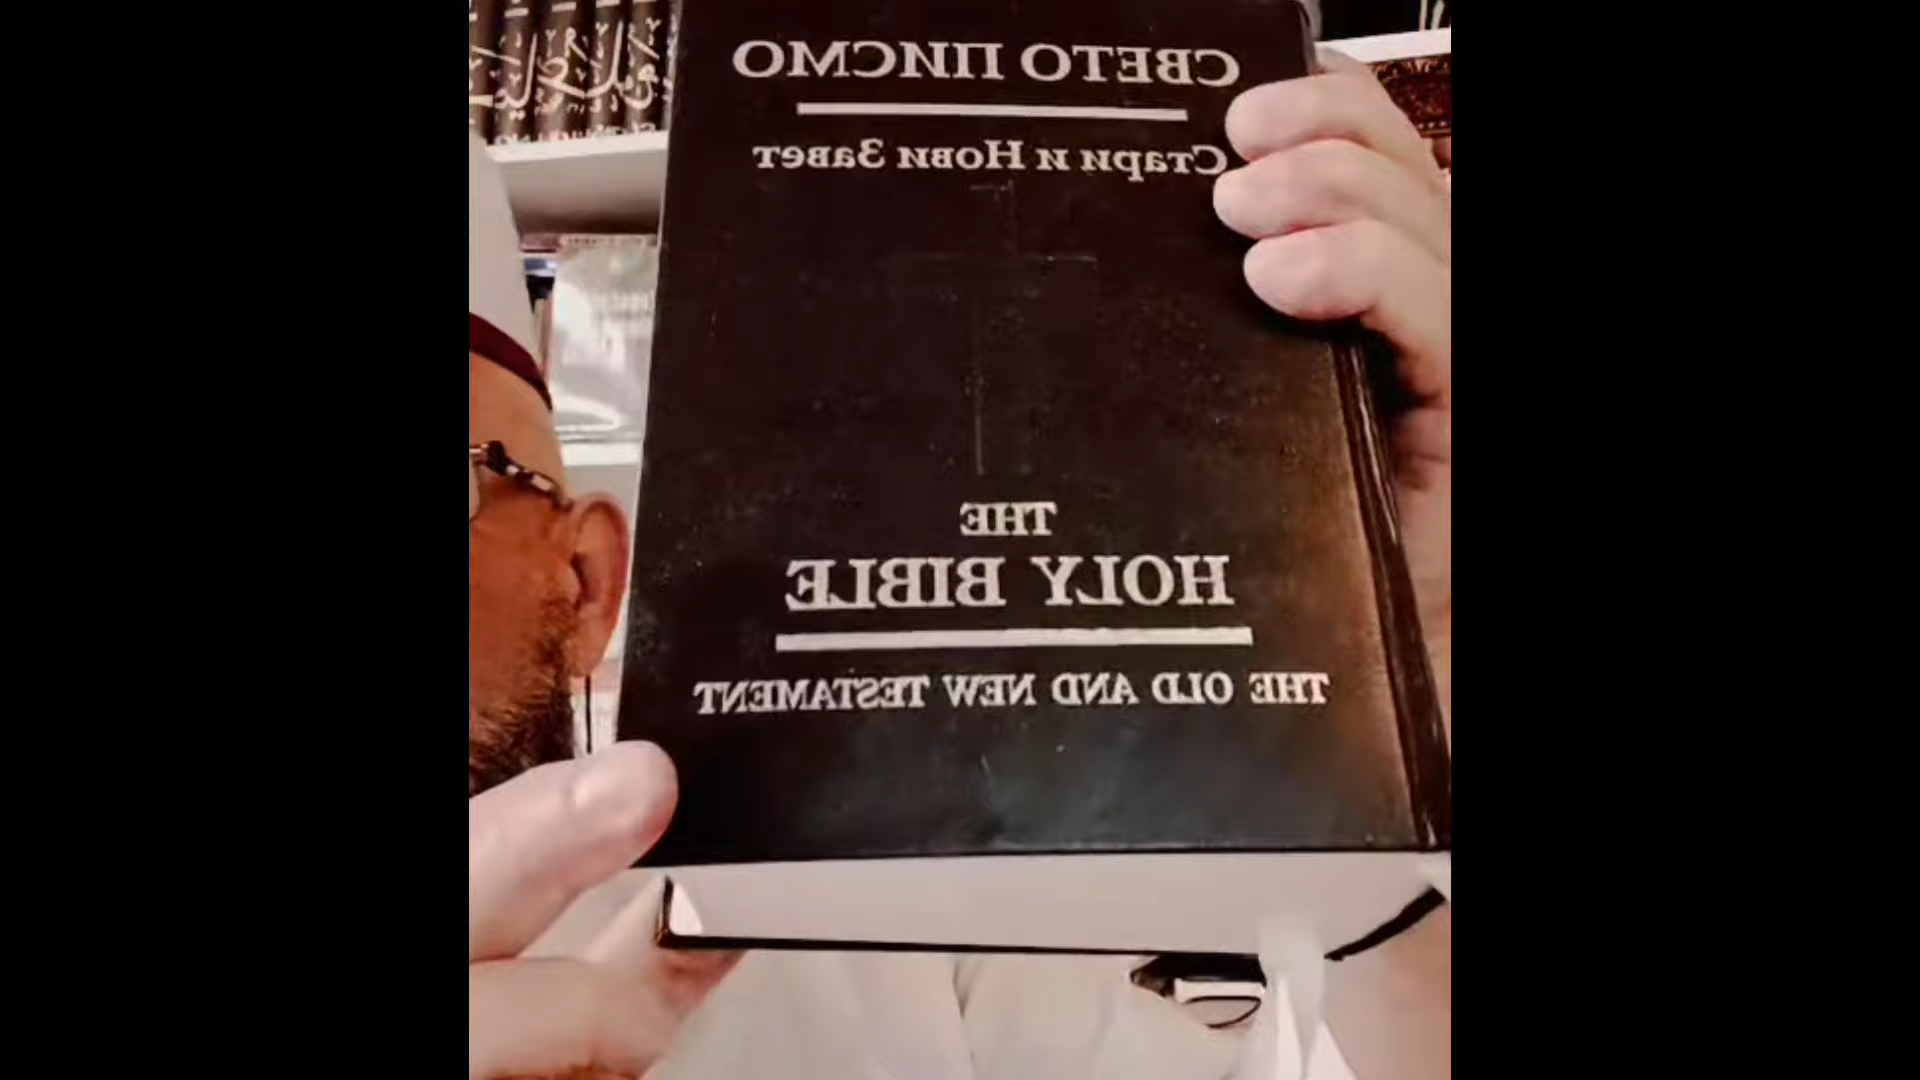 СВЕТО ПИСМО
Стари и Нови Завет
THE
HOLY BIBLE
THE OLD AND NEW TESTAMENT